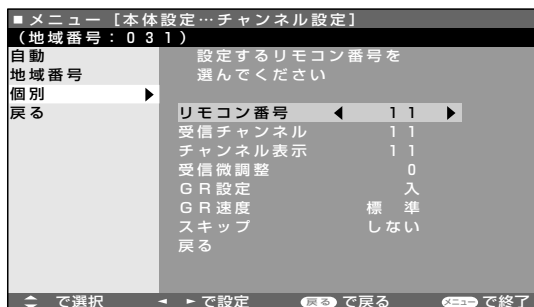 ■メニュー [本体設定…チャンネル設定]
(地域番号:031)
自動
地域番号
個別 ▶
戻る
設定するリモコン番号を
選んでください
リモコン番号 ◀ 11 ▶
受信チャンネル 11
チャンネル表示 11
受信微調整 0
GR設定 入
GR速度 標 準
スキップ しない
戻る
で選択 ◄ ►で設定 戻る で戻る メニュー で終了